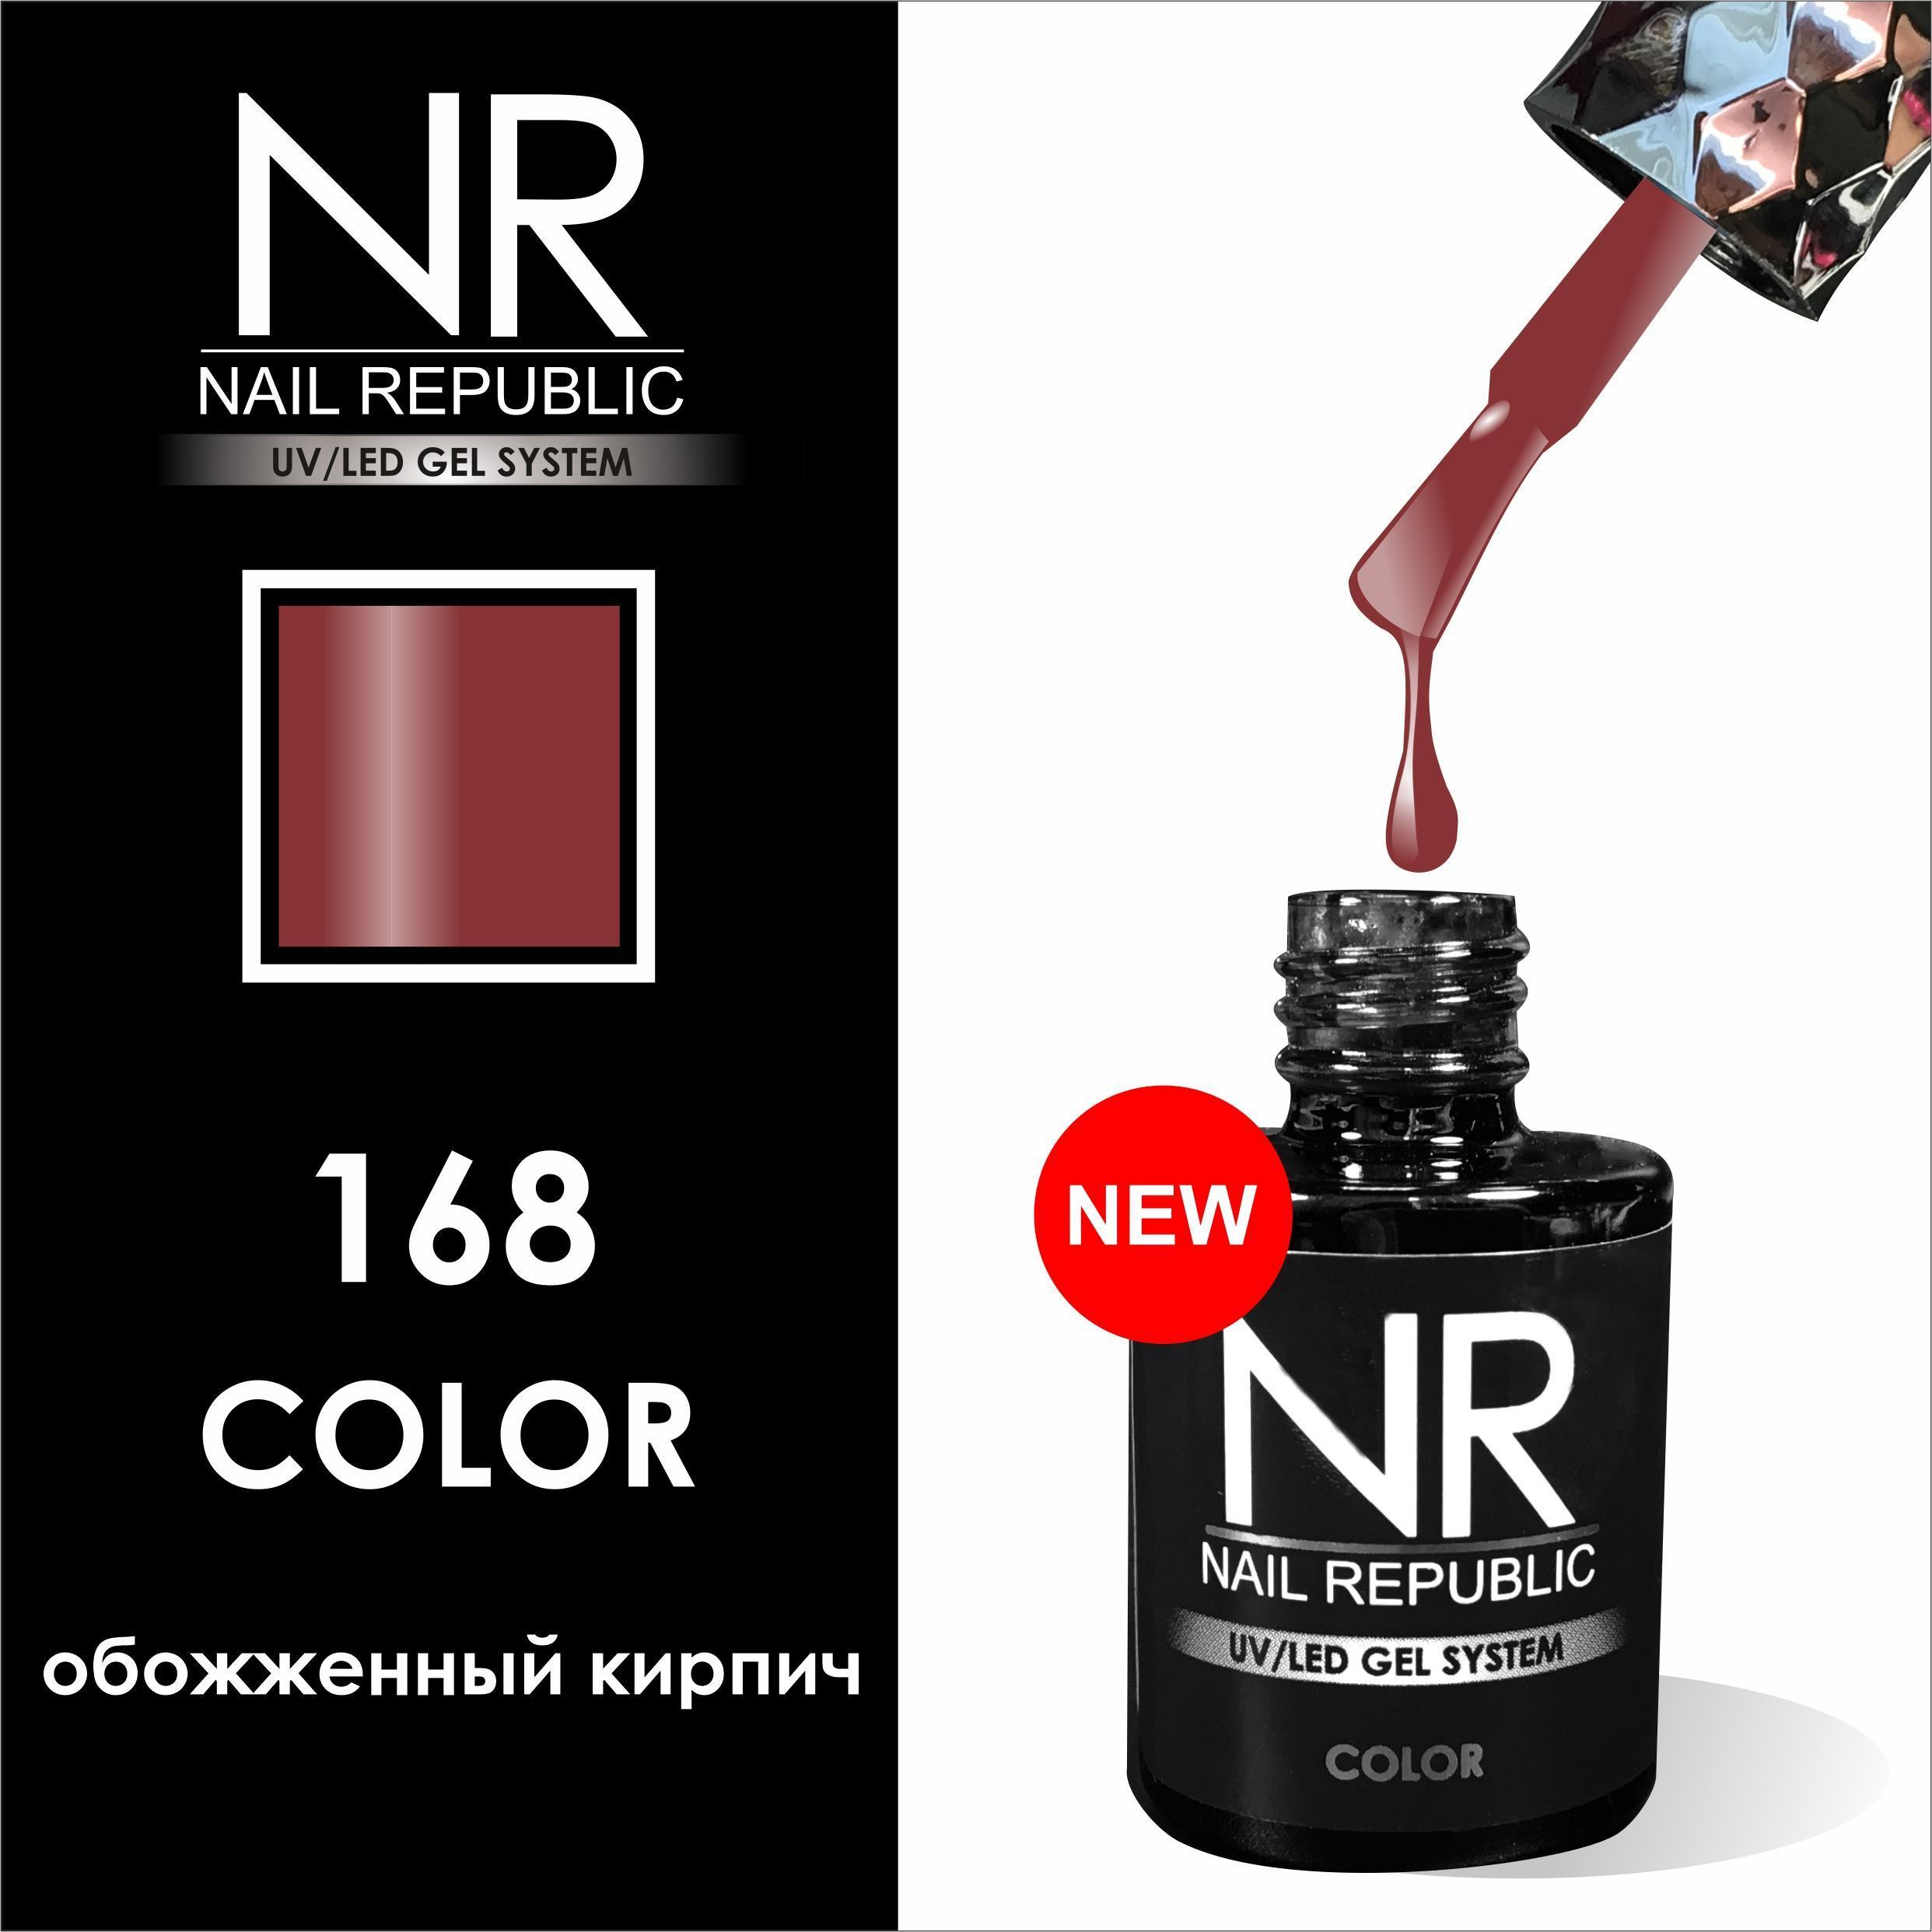 NR
NAIL REPUBLIC
UV/LED GEL SYSTEM
168
COLOR
обожженный кирпич
NEW
NR
NAIL REPUBLIC
UV/LED GEL SYSTEM
COLOR